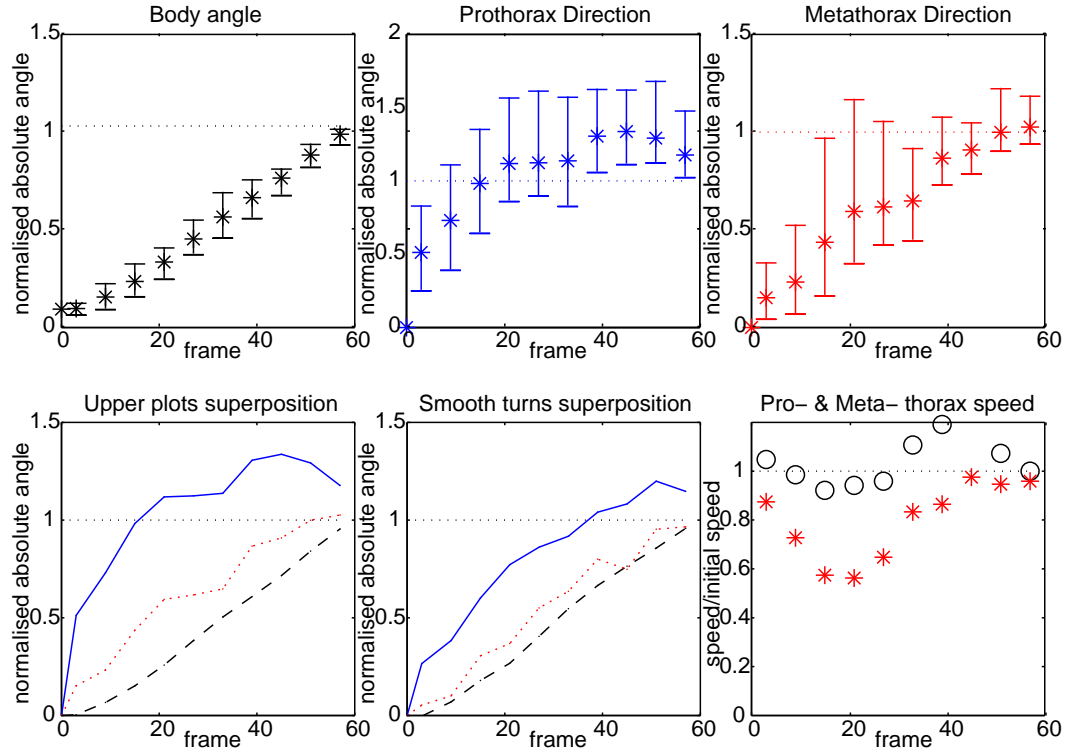 Body angle
normalised absolute angle
1.5
1
0.5
0
0 20 40 60
frame
Prothorax Direction
normalised absolute angle
2
1.5
1
0.5
0
0 20 40 60
frame
Metathorax Direction
normalised absolute angle
1.5
1
0.5
0
0 20 40 60
frame
Upper plots superposition
normalised absolute angle
1.5
1
0.5
0
0 20 40 60
frame
Smooth turns superposition
normalised absolute angle
1.5
1
0.5
0
0 20 40 60
frame
Pro− & Meta− thorax speed
speed/initial speed
1
0.8
0.6
0.4
0.2
0
0 20 40 60
frame